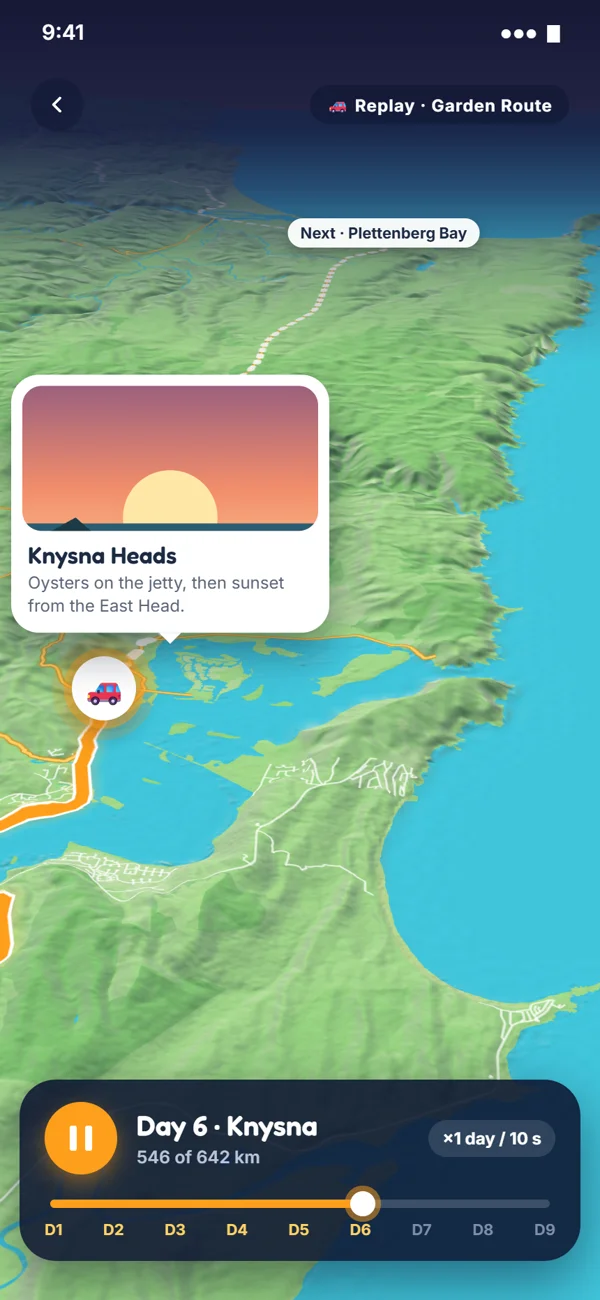 9:41
Replay · Garden Route
Next · Plettenberg Bay
Knysna Heads
Oysters on the jetty, then sunset
from the East Head.
Day 6 · Knysna
546 of 642 km
×1 day / 10 s
D1 D2 D3 D4 D5 D6 D7 D8 D9